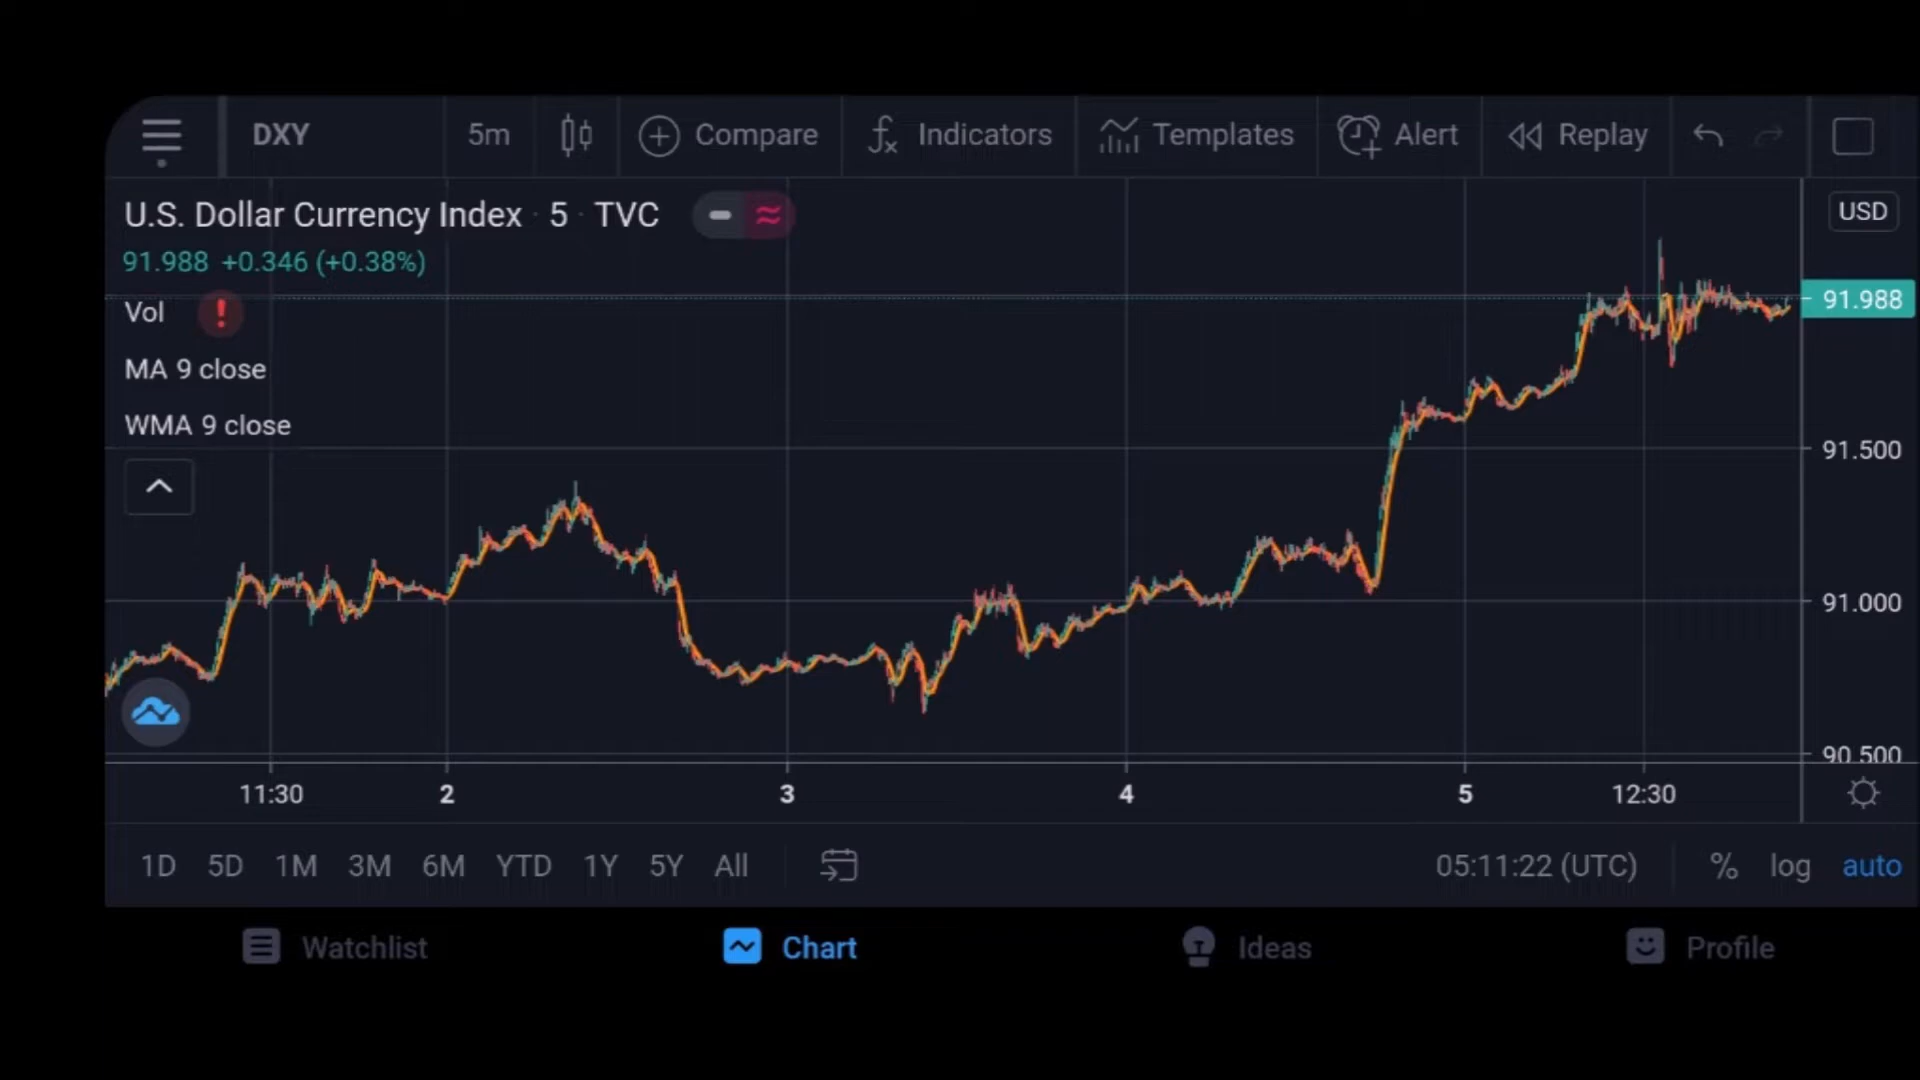 DXY 5m Compare Indicators Templates Alert Replay
U.S. Dollar Currency Index · 5 · TVC
USD
91.988 +0.346 (+0.38%)
91.988
Vol
MA 9 close
WMA 9 close
91.500
91.000
90.500
11:30 2 3 4 5 12:30
1D 5D 1M 3M 6M YTD 1Y 5Y All 05:11:22 (UTC) % log auto
Watchlist Chart Ideas Profile